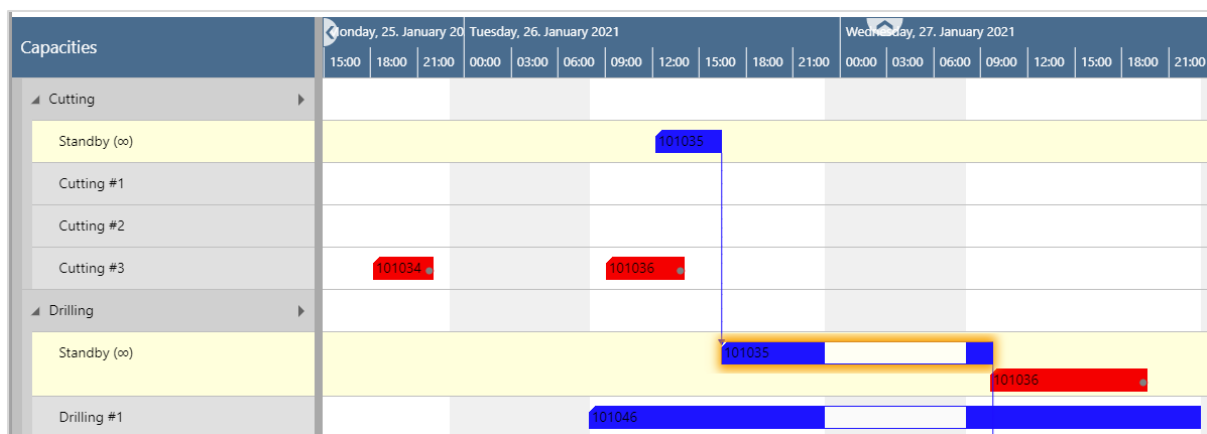 Capacities
onday, 25. January 20 Tuesday, 26. January 2021 Wednesday, 27. January 2021
15:00 18:00 21:00 00:00 03:00 06:00 09:00 12:00 15:00 18:00 21:00 00:00 03:00 06:00 09:00 12:00 15:00 18:00 21:00
Cutting
Standby (∞) 101035
Cutting #1
Cutting #2
Cutting #3 101034 101036
Drilling
Standby (∞) 101035
101036
Drilling #1 101046